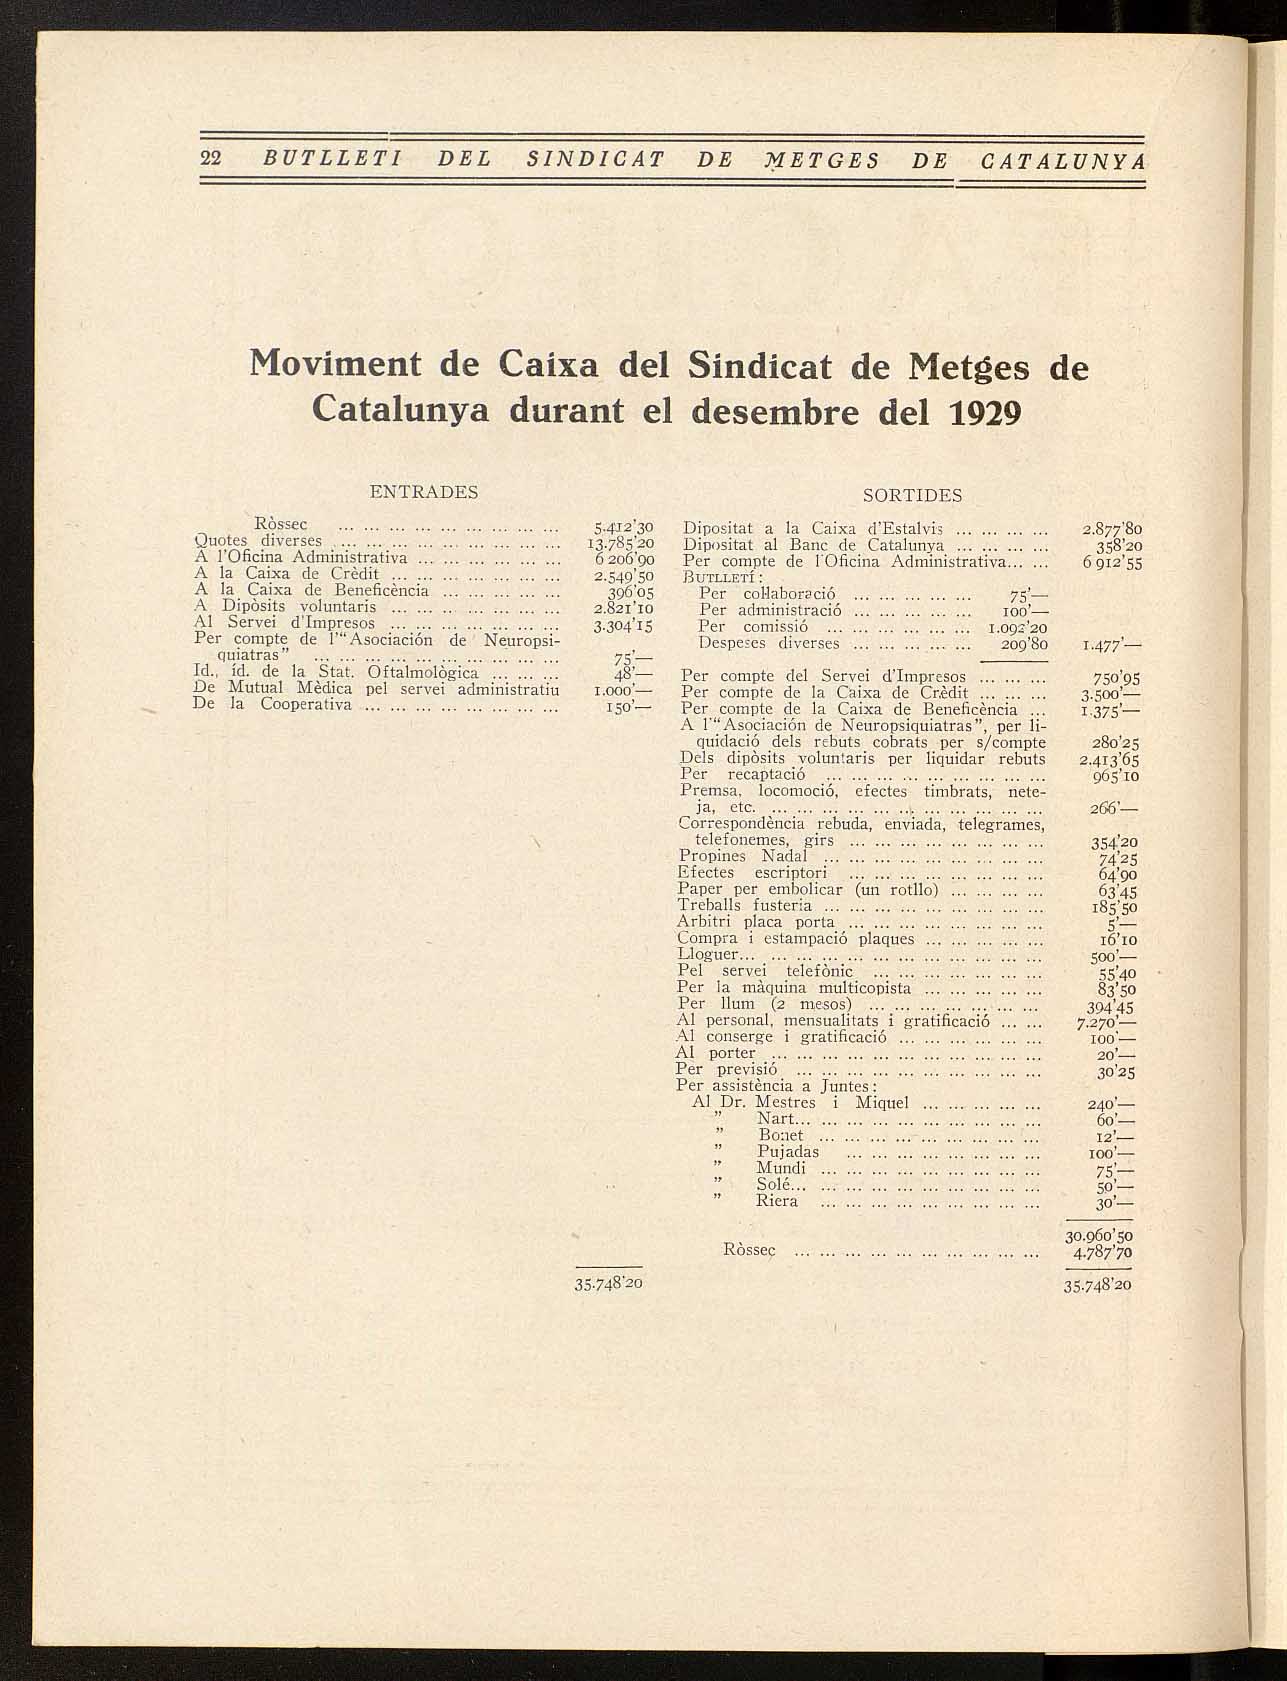 22 BUTLLETI DEL SINDICAT DE METGES DE CATALUNYA
Moviment de Caixa del Sindicat de Metges de
Catalunya durant el desembre del 1929
ENTRADES
Ròssec ... ... ... ... ... ... ... ... ... 5.412'30
Quotes diverses ... ... ... ... ... ... ... ... ... 13.785'20
A l'Oficina Administrativa ... ... ... ... ... ... 6 206'90
A la Caixa de Crèdit ... ... ... ... ... ... ... 2.549'50
A la Caixa de Beneficència ... ... ... ... ... 396'05
A Dipòsits voluntaris ... ... ... ... ... ... ... 2.821'10
Al Servei d'Impresos ... ... ... ... ... ... ... 3.304'15
Per compte de l'"Asociación de Neuropsi-
quiatras" ... ... ... ... ... ... ... ... ... ... 75'—
Id., íd. de la Stat. Oftalmològica ... ... ... 48'—
De Mutual Mèdica pel servei administratiu 1.000'—
De la Cooperativa ... ... ... ... ... ... ... ... 150'—
35.748'20
SORTIDES
Dipositat a la Caixa d'Estalvis ... ... ... ... 2.877'80
Dipositat al Banc de Catalunya ... ... ... ... 358'20
Per compte de l'Oficina Administrativa... ... 6 912'55
BUTLLETÍ:
Per col·laboració ... ... ... ... ... 75'—
Per administració ... ... ... ... ... 100'—
Per comissió ... ... ... ... ... ... 1.092'20
Despeses diverses ... ... ... ... ... 209'80 1.477'—
Per compte del Servei d'Impresos ... ... ... 750'95
Per compte de la Caixa de Crèdit ... ... ... 3.500'—
Per compte de la Caixa de Beneficència ... 1.375'—
A l'"Asociación de Neuropsiquiatras", per li-
quidació dels rebuts cobrats per s/compte 280'25
Dels dipòsits voluntaris per liquidar rebuts 2.413'65
Per recaptació ... ... ... ... ... ... ... ... ... 965'10
Premsa, locomoció, efectes timbrats, nete-
ja, etc. ... ... ... ... ... ... ... ... ... ... ... 266'—
Correspondència rebuda, enviada, telegrames,
telefonemes, girs ... ... ... ... ... ... ... ... 354'20
Propines Nadal ... ... ... ... ... ... ... ... ... 74'25
Efectes escriptori ... ... ... ... ... ... ... ... 64'90
Paper per embolicar (un rotllo) ... ... ... ... 63'45
Treballs fusteria ... ... ... ... ... ... ... ... ... 185'50
Arbitri placa porta ... ... ... ... ... ... ... ... 5'—
Compra i estampació plaques ... ... ... ... ... 16'10
Lloguer... ... ... ... ... ... ... ... ... ... ... ... 500'—
Pel servei telefònic ... ... ... ... ... ... ... 55'40
Per la màquina multicopista ... ... ... ... ... 83'50
Per llum (2 mesos) ... ... ... ... ... ... ... 394'45
Al personal, mensualitats i gratificació ... ... 7.270'—
Al conserge i gratificació ... ... ... ... ... ... 100'—
Al porter ... ... ... ... ... ... ... ... ... ... ... 20'—
Per previsió ... ... ... ... ... ... ... ... ... ... 30'25
Per assistència a Juntes:
Al Dr. Mestres i Miquel ... ... ... ... ... 240'—
" Nart... ... ... ... ... ... ... ... ... ... 60'—
" Bonet ... ... ... ... ... ... ... ... ... 12'—
" Pujadas ... ... ... ... ... ... ... ... 100'—
" Mundi ... ... ... ... ... ... ... ... ... 75'—
" Solé... ... ... ... ... ... ... ... ... ... 50'—
" Riera ... ... ... ... ... ... ... ... ... 30'—
30.960'50
Ròssec ... ... ... ... ... ... ... ... ... ... 4.787'70
35.748'20